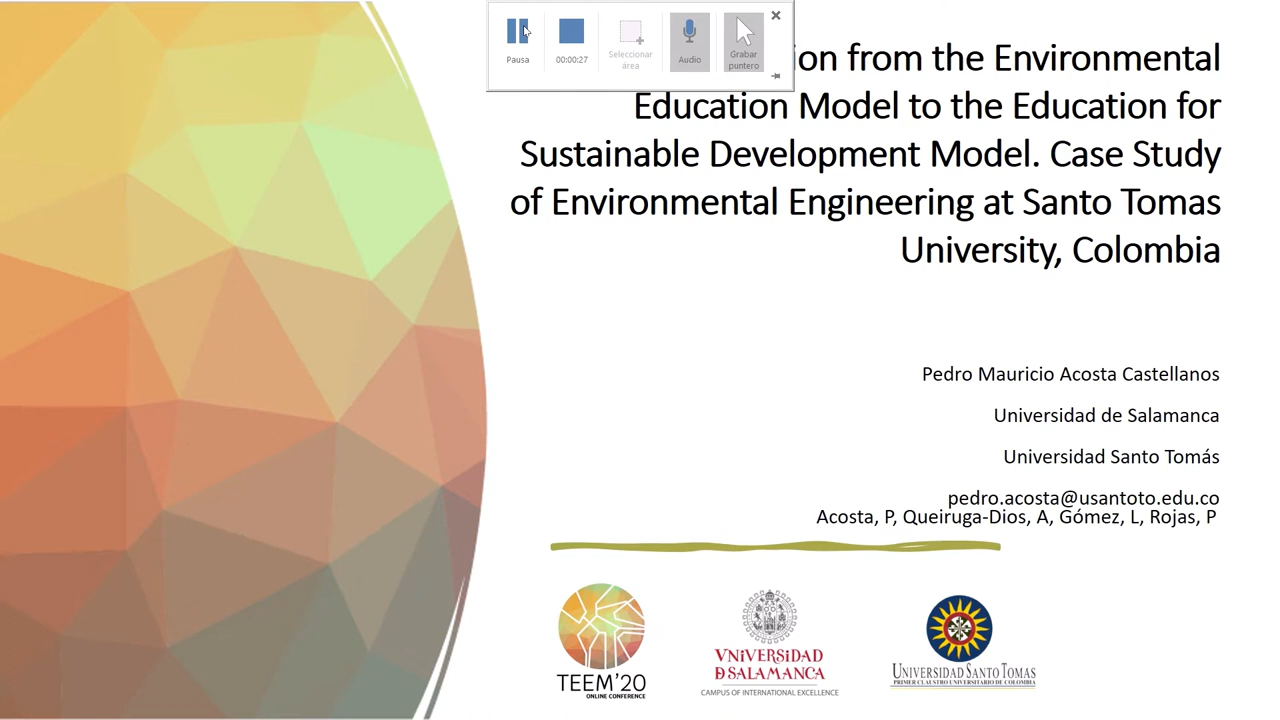 Pausa
00:00:27
Seleccionar
área
Audio
Grabar
puntero
from the Environmental
Education Model to the Education for
Sustainable Development Model. Case Study
of Environmental Engineering at Santo Tomas
University, Colombia
Pedro Mauricio Acosta Castellanos
Universidad de Salamanca
Universidad Santo Tomás
pedro.acosta@usantoto.edu.co
Acosta, P, Queiruga-Dios, A, Gómez, L, Rojas, P
TEEM'20
ONLINE CONFERENCE
VNiVERSiDAD
D SALAMANCA
CAMPUS OF INTERNATIONAL EXCELLENCE
UNIVERSIDAD SANTO TOMAS
PRIMER CLAUSTRO UNIVERSITARIO DE COLOMBIA